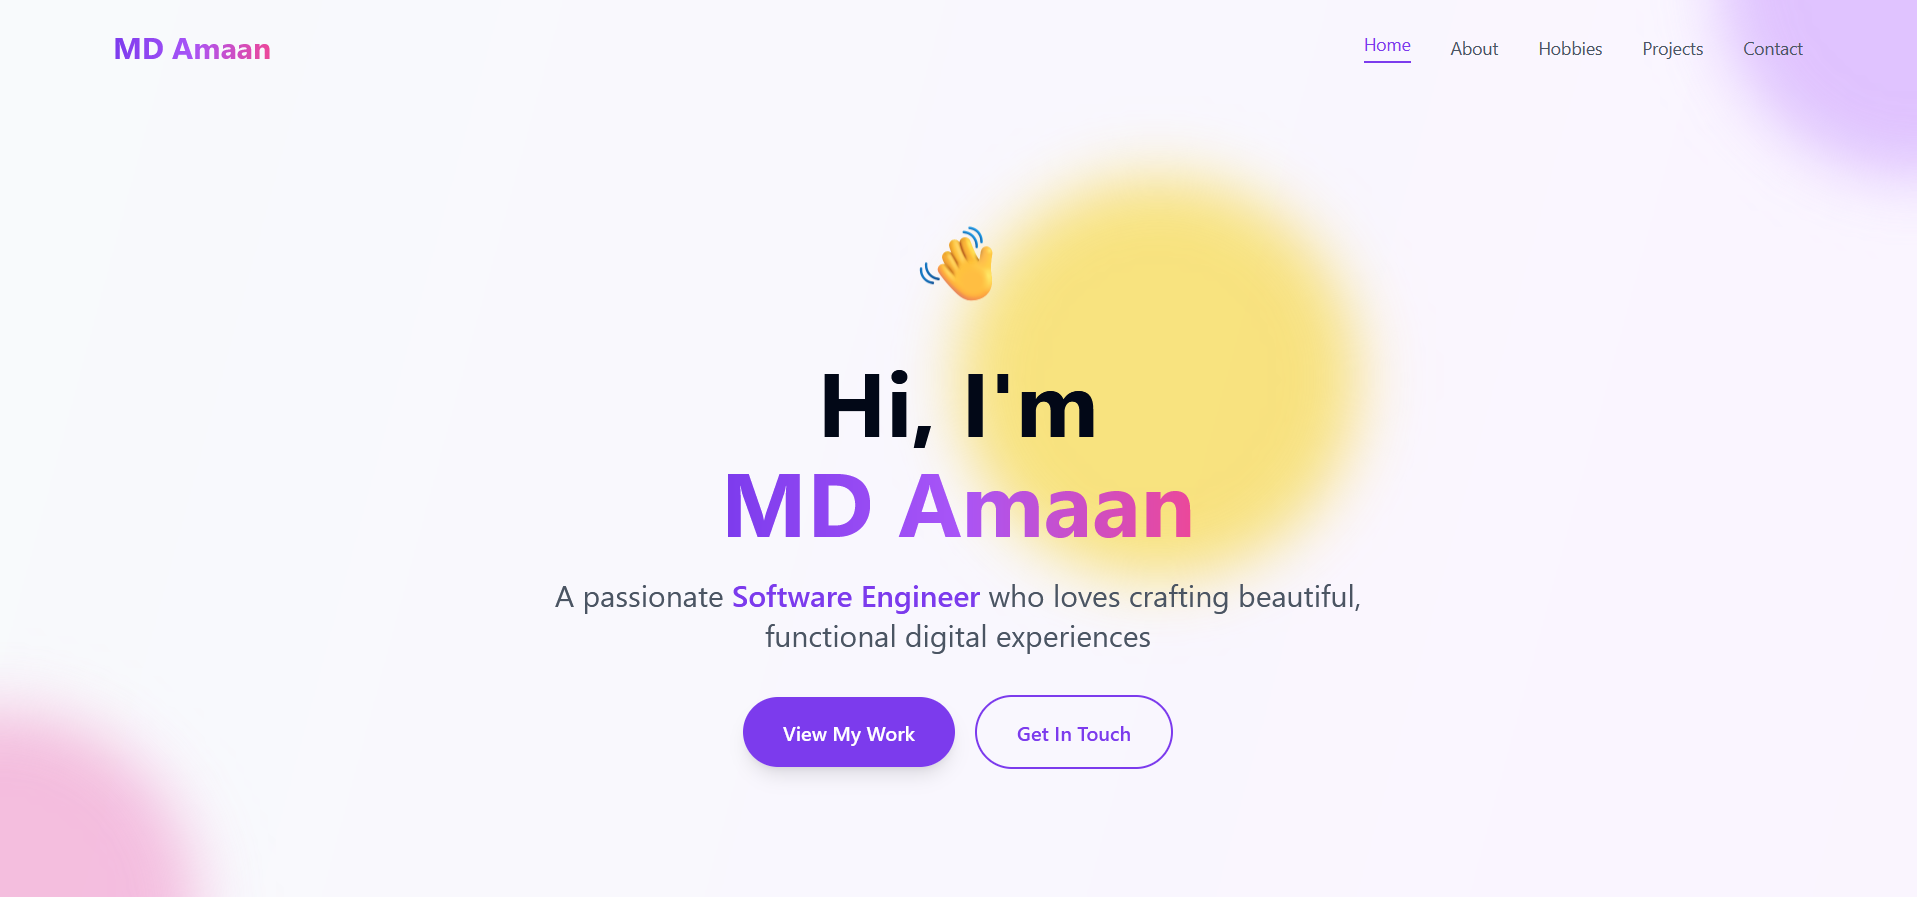 MD Amaan
Home
About
Hobbies
Projects
Contact
Hi, I'm
MD Amaan
A passionate Software Engineer who loves crafting beautiful,
functional digital experiences
View My Work
Get In Touch